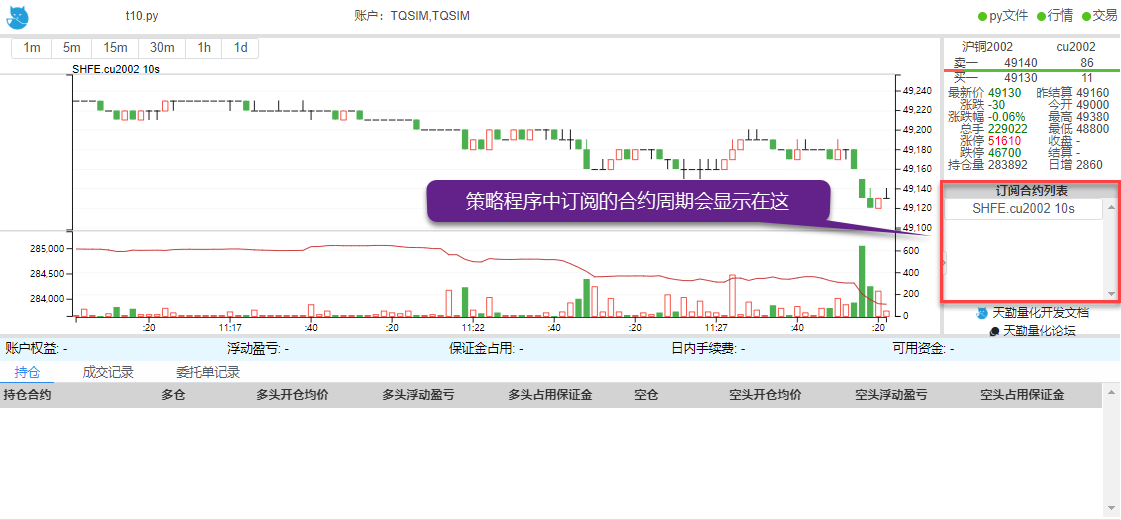 t10.py 账户：TQSIM,TQSIM py文件 行情 交易
1m 5m 15m 30m 1h 1d
SHFE.cu2002 10s
49,240
49,220
49,200
49,180
49,160
49,140
49,120
49,100
策略程序中订阅的合约周期会显示在这
285,000
284,500
284,000
600
400
200
0
:20 11:17 :40 :20 11:22 :40 :20 11:27 :40 :20
沪铜2002 cu2002
卖一 49140 86
买一 49130 11
最新价 49130 昨结算 49160
涨跌 -30 今开 49000
涨跌幅 -0.06% 最高 49380
总手 229022 最低 48800
涨停 51610 收盘 -
跌停 46700 结算 -
持仓量 283892 日增 2860
订阅合约列表
SHFE.cu2002 10s
天勤量化开发文档
天勤量化论坛
账户权益: - 浮动盈亏: - 保证金占用: - 日内手续费: - 可用资金: -
持仓 成交记录 委托单记录
持仓合约 多仓 多头开仓均价 多头浮动盈亏 多头占用保证金 空仓 空头开仓均价 空头浮动盈亏 空头占用保证金